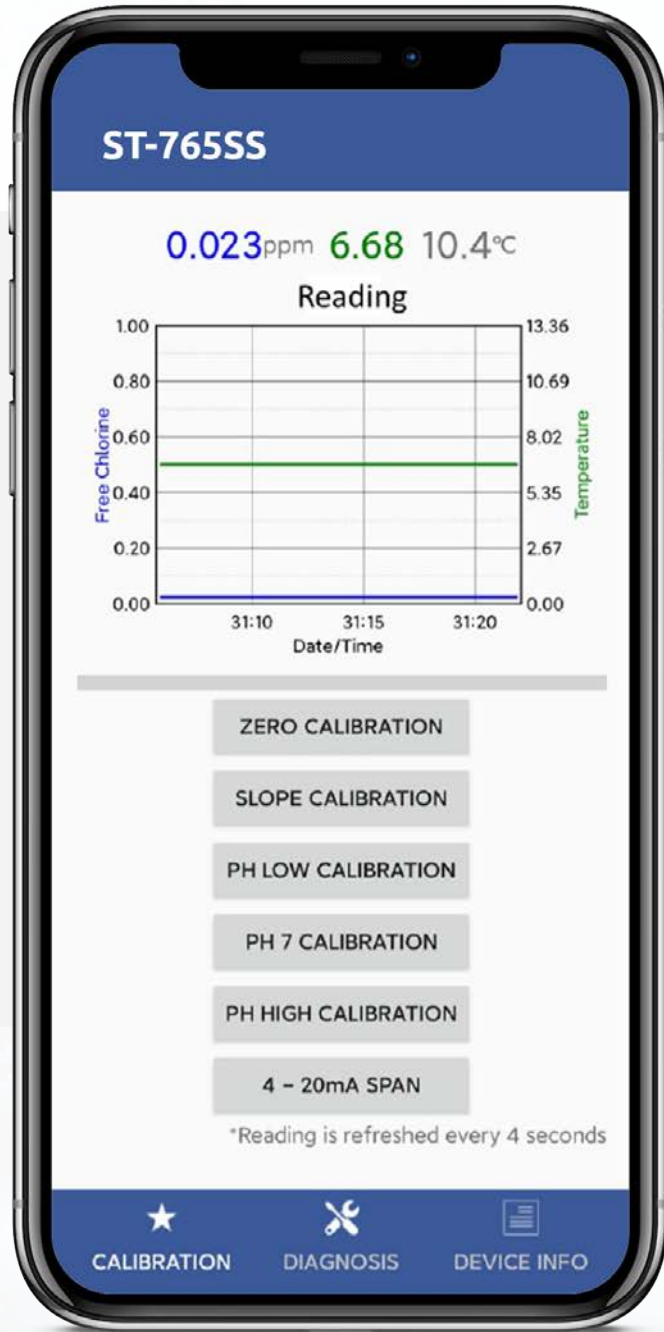 ST-765SS
0.023ppm 6.68 10.4℃
Reading
1.00
0.80
0.60
0.40
0.20
0.00
Free Chlorine
13.36
10.69
8.02
5.35
2.67
0.00
Temperature
31:10 31:15 31:20
Date/Time
ZERO CALIBRATION
SLOPE CALIBRATION
PH LOW CALIBRATION
PH 7 CALIBRATION
PH HIGH CALIBRATION
4 – 20mA SPAN
*Reading is refreshed every 4 seconds
CALIBRATION DIAGNOSIS DEVICE INFO